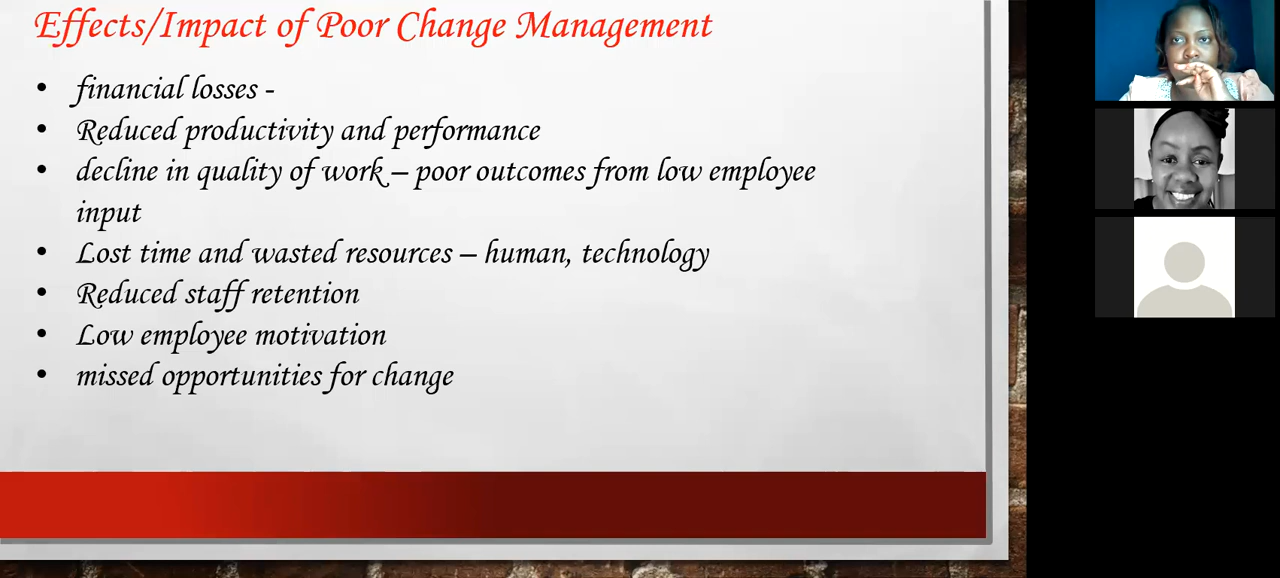 Effects/Impact of Poor Change Management
• financial losses -
• Reduced productivity and performance
• decline in quality of work – poor outcomes from low employee
input
• Lost time and wasted resources – human, technology
• Reduced staff retention
• Low employee motivation
• missed opportunities for change